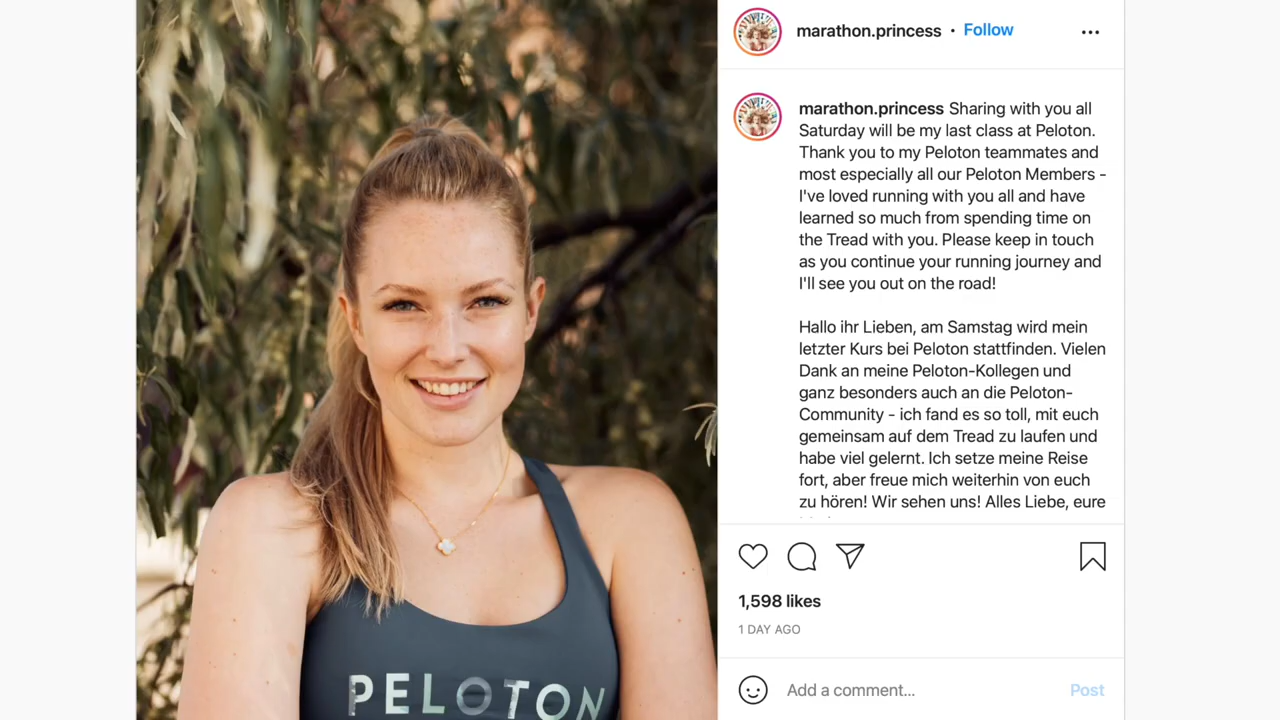 marathon.princess • Follow
marathon.princess Sharing with you all
Saturday will be my last class at Peloton.
Thank you to my Peloton teammates and
most especially all our Peloton Members -
I've loved running with you all and have
learned so much from spending time on
the Tread with you. Please keep in touch
as you continue your running journey and
I'll see you out on the road!
Hallo ihr Lieben, am Samstag wird mein
letzter Kurs bei Peloton stattfinden. Vielen
Dank an meine Peloton-Kollegen und
ganz besonders auch an die Peloton-
Community - ich fand es so toll, mit euch
gemeinsam auf dem Tread zu laufen und
habe viel gelernt. Ich setze meine Reise
fort, aber freue mich weiterhin von euch
zu hören! Wir sehen uns! Alles Liebe, eure
1,598 likes
1 DAY AGO
Add a comment...
Post
PELOTON